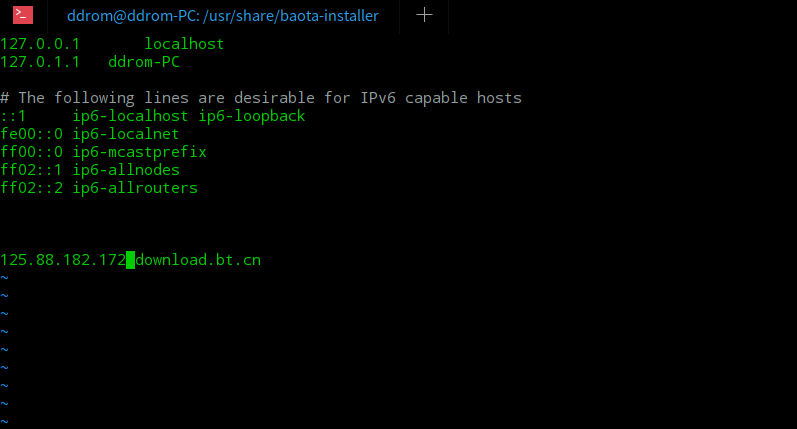 ddrom@ddrom-PC: /usr/share/baota-installer
127.0.0.1       localhost
127.0.1.1   ddrom-PC
# The following lines are desirable for IPv6 capable hosts
::1     ip6-localhost ip6-loopback
fe00::0 ip6-localnet
ff00::0 ip6-mcastprefix
ff02::1 ip6-allnodes
ff02::2 ip6-allrouters
125.88.182.172 download.bt.cn
~
~
~
~
~
~
~
~
~